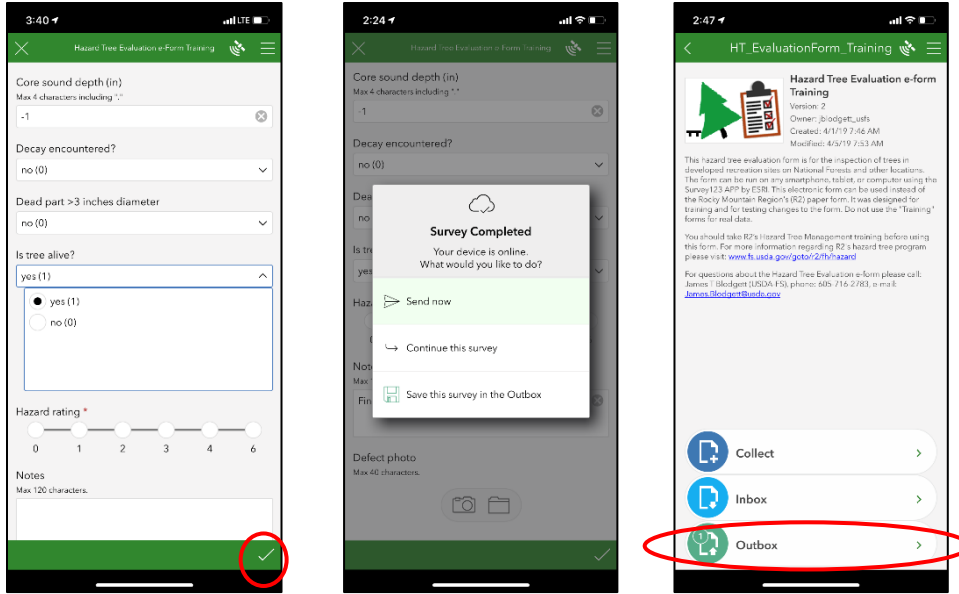 3:40
LTE
Hazard Tree Evaluation e-Form Training
Core sound depth (in)
Max 4 characters including "."
-1
Decay encountered?
no (0)
Dead part >3 inches diameter
no (0)
Is tree alive?
yes (1)
yes (1)
no (0)
Hazard rating *
0 1 2 3 4 6
Notes
Max 120 characters.
2:24
Hazard Tree Evaluation e-Form Training
Core sound depth (in)
Max 4 characters including "."
-1
Decay encountered?
no (0)
Dea
no
Is tre
yes
Haz
Not
Max
Fin
Survey Completed
Your device is online.
What would you like to do?
Send now
Continue this survey
Save this survey in the Outbox
Defect photo
Max 40 characters.
2:47
HT_EvaluationForm_Training
Hazard Tree Evaluation e-form
Training
Version: 2
Owner: jblodgett_usfs
Created: 4/1/19 7:46 AM
Modified: 4/5/19 7:53 AM
This hazard tree evaluation form is for the inspection of trees in
developed recreation sites on National Forests and other locations.
The form can be run on any smartphone, tablet, or computer using the
Survey123 APP by ESRI. This electronic form can be used instead of
the Rocky Mountain Region's (R2) paper form. It was designed for
training and for testing changes to the form. Do not use the "Training"
forms for real data.
You should take R2's Hazard Tree Management training before using
this form. For more information regarding R2's hazard tree program
please visit: www.fs.usda.gov/goto/r2/fh/hazard
For questions about the Hazard Tree Evaluation e-form please call:
James T Blodgett (USDA-FS), phone: 605-716-2783, e-mail:
James.Blodgett@usda.gov
Collect
Inbox
1
Outbox